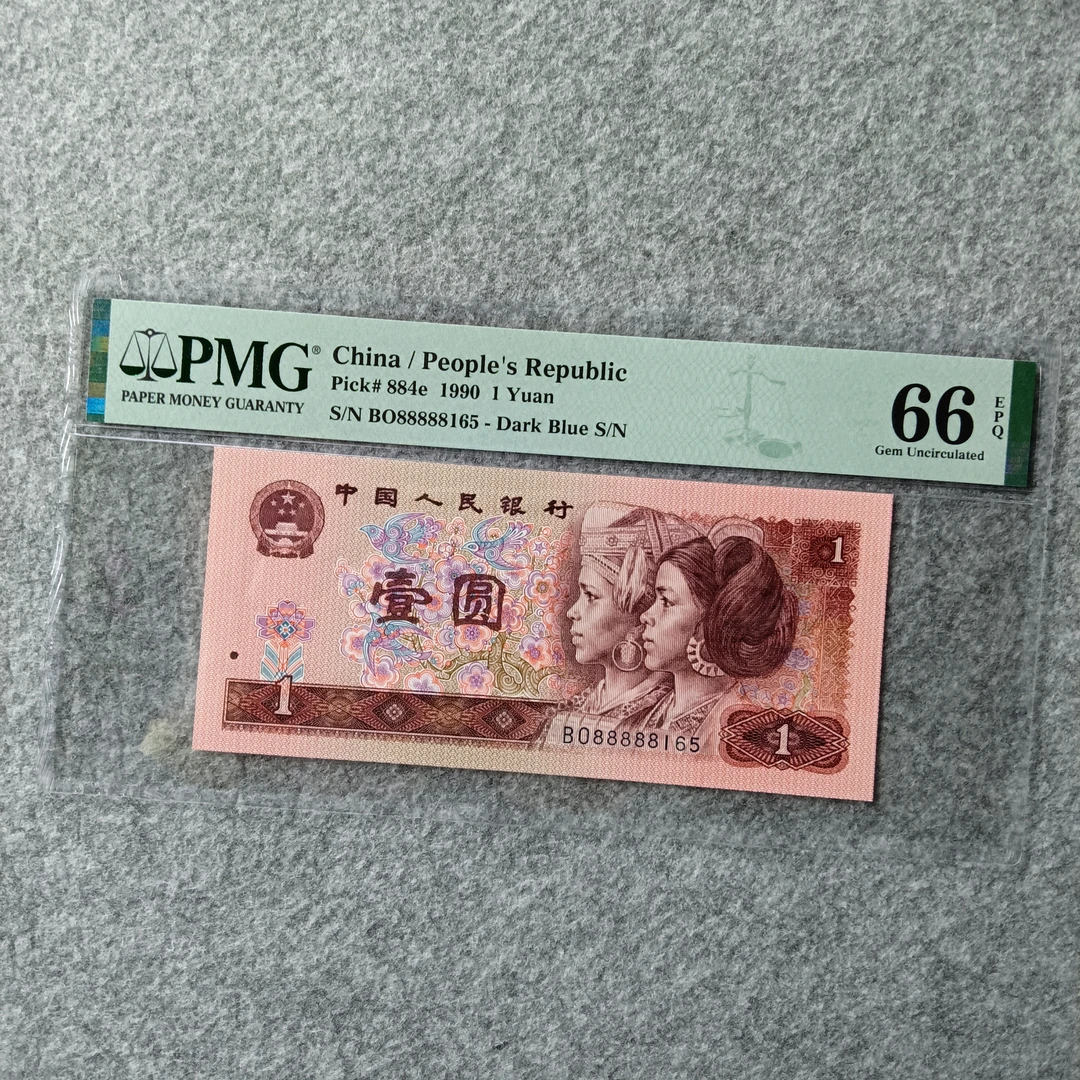 PMG®
PAPER MONEY GUARANTY
China / People's Republic
Pick# 884e 1990 1 Yuan
S/N BO88888165 - Dark Blue S/N
66
EPQ
Gem Uncirculated
中国人民银行
1
壹圆
1
BO88888165
1